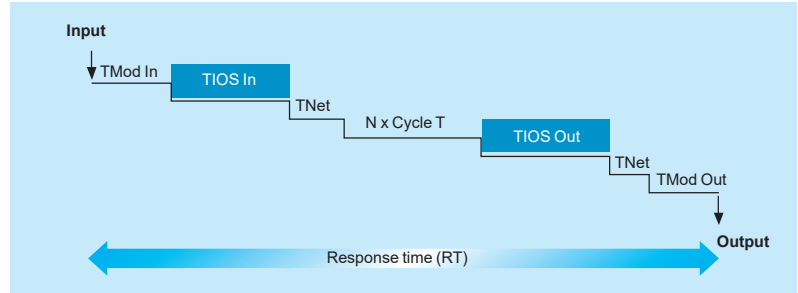 Input
TMod In
TIOS In
TNet
N x Cycle T
TIOS Out
TNet
TMod Out
Output
Response time (RT)